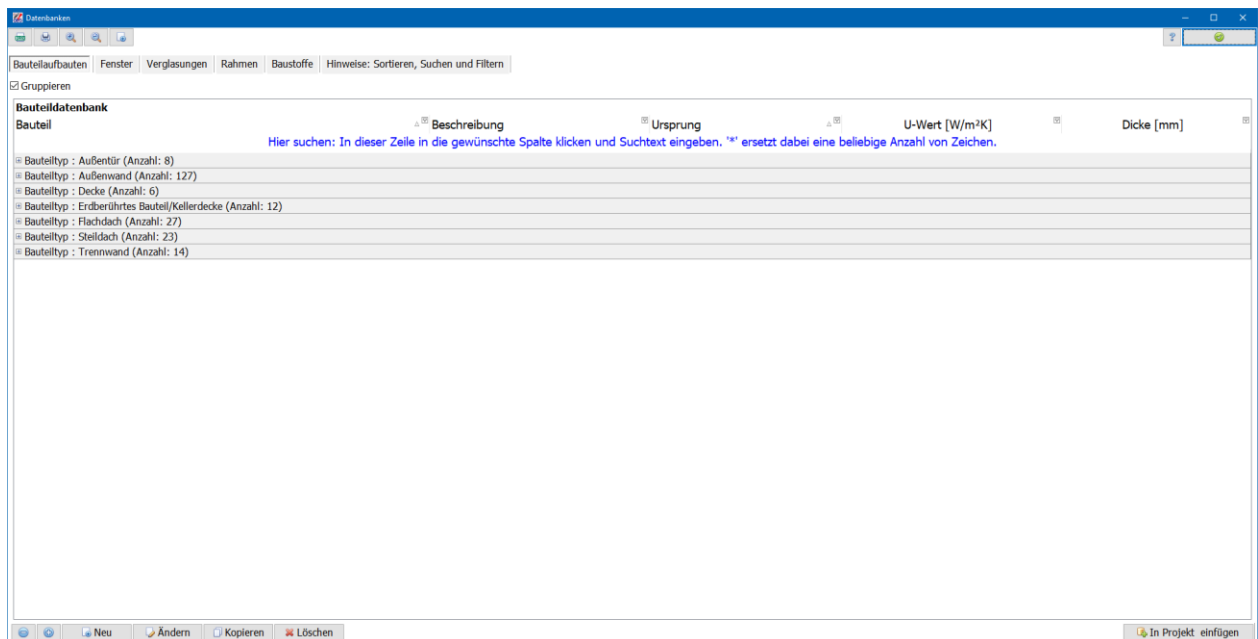 Datenbanken
?
Bauteilaufbauten Fenster Verglasungen Rahmen Baustoffe Hinweise: Sortieren, Suchen und Filtern
Gruppieren
Bauteildatenbank
Bauteil Beschreibung Ursprung U-Wert [W/m²K] Dicke [mm]
Hier suchen: In dieser Zeile in die gewünschte Spalte klicken und Suchtext eingeben. '*' ersetzt dabei eine beliebige Anzahl von Zeichen.
Bauteiltyp : Außentür (Anzahl: 8)
Bauteiltyp : Außenwand (Anzahl: 127)
Bauteiltyp : Decke (Anzahl: 6)
Bauteiltyp : Erdberührtes Bauteil/Kellerdecke (Anzahl: 12)
Bauteiltyp : Flachdach (Anzahl: 27)
Bauteiltyp : Steildach (Anzahl: 23)
Bauteiltyp : Trennwand (Anzahl: 14)
Neu Ändern Kopieren Löschen In Projekt einfügen